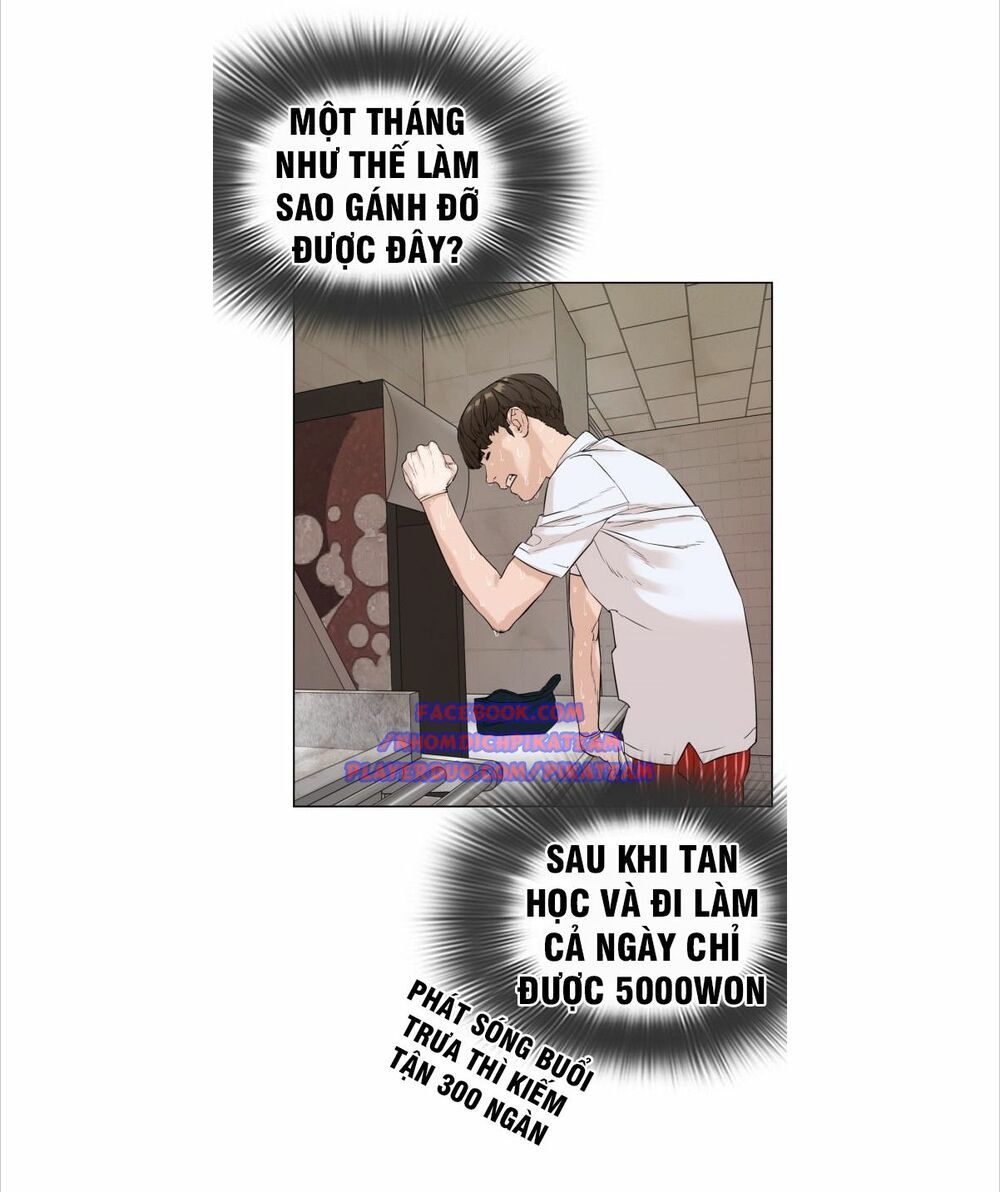 MỘT THÁNG
NHƯ THẾ LÀM
SAO GÁNH ĐỠ
ĐƯỢC ĐÂY?
FACEBOOK.COM
/NHOMDICHPIKATEAM
PLAYERDUO.COM/PIKATEAM
SAU KHI TAN
HỌC VÀ ĐI LÀM
CẢ NGÀY CHỈ
ĐƯỢC 5000WON
PHÁT SÓNG BUỔI
TRƯA THÌ KIẾM
TẬN 300 NGÀN